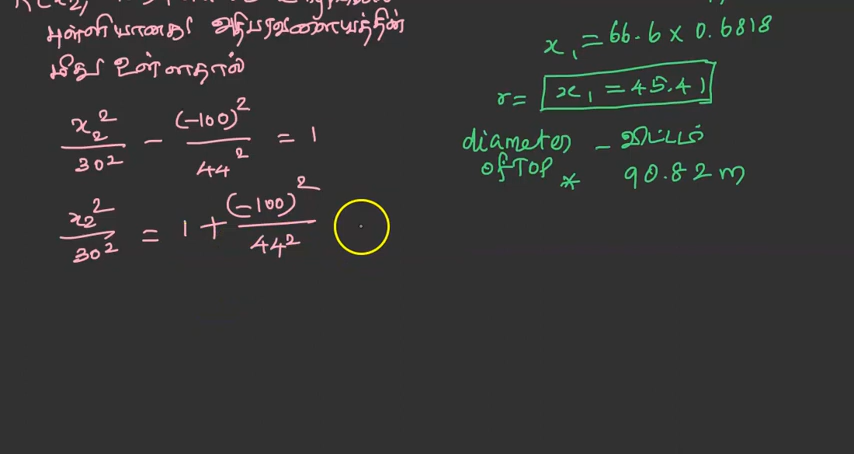 புள்ளியானது அதிபரவளையத்தின்
மீது உள்ளதால்
x₂²/30² − (−100)²/44² = 1
x₂²/30² = 1 + (−100)²/44²
x₁ = 66.6 × 0.6818
r = x₁ = 45.41
diameter of TOP – விட்டம்
* 90.82 m